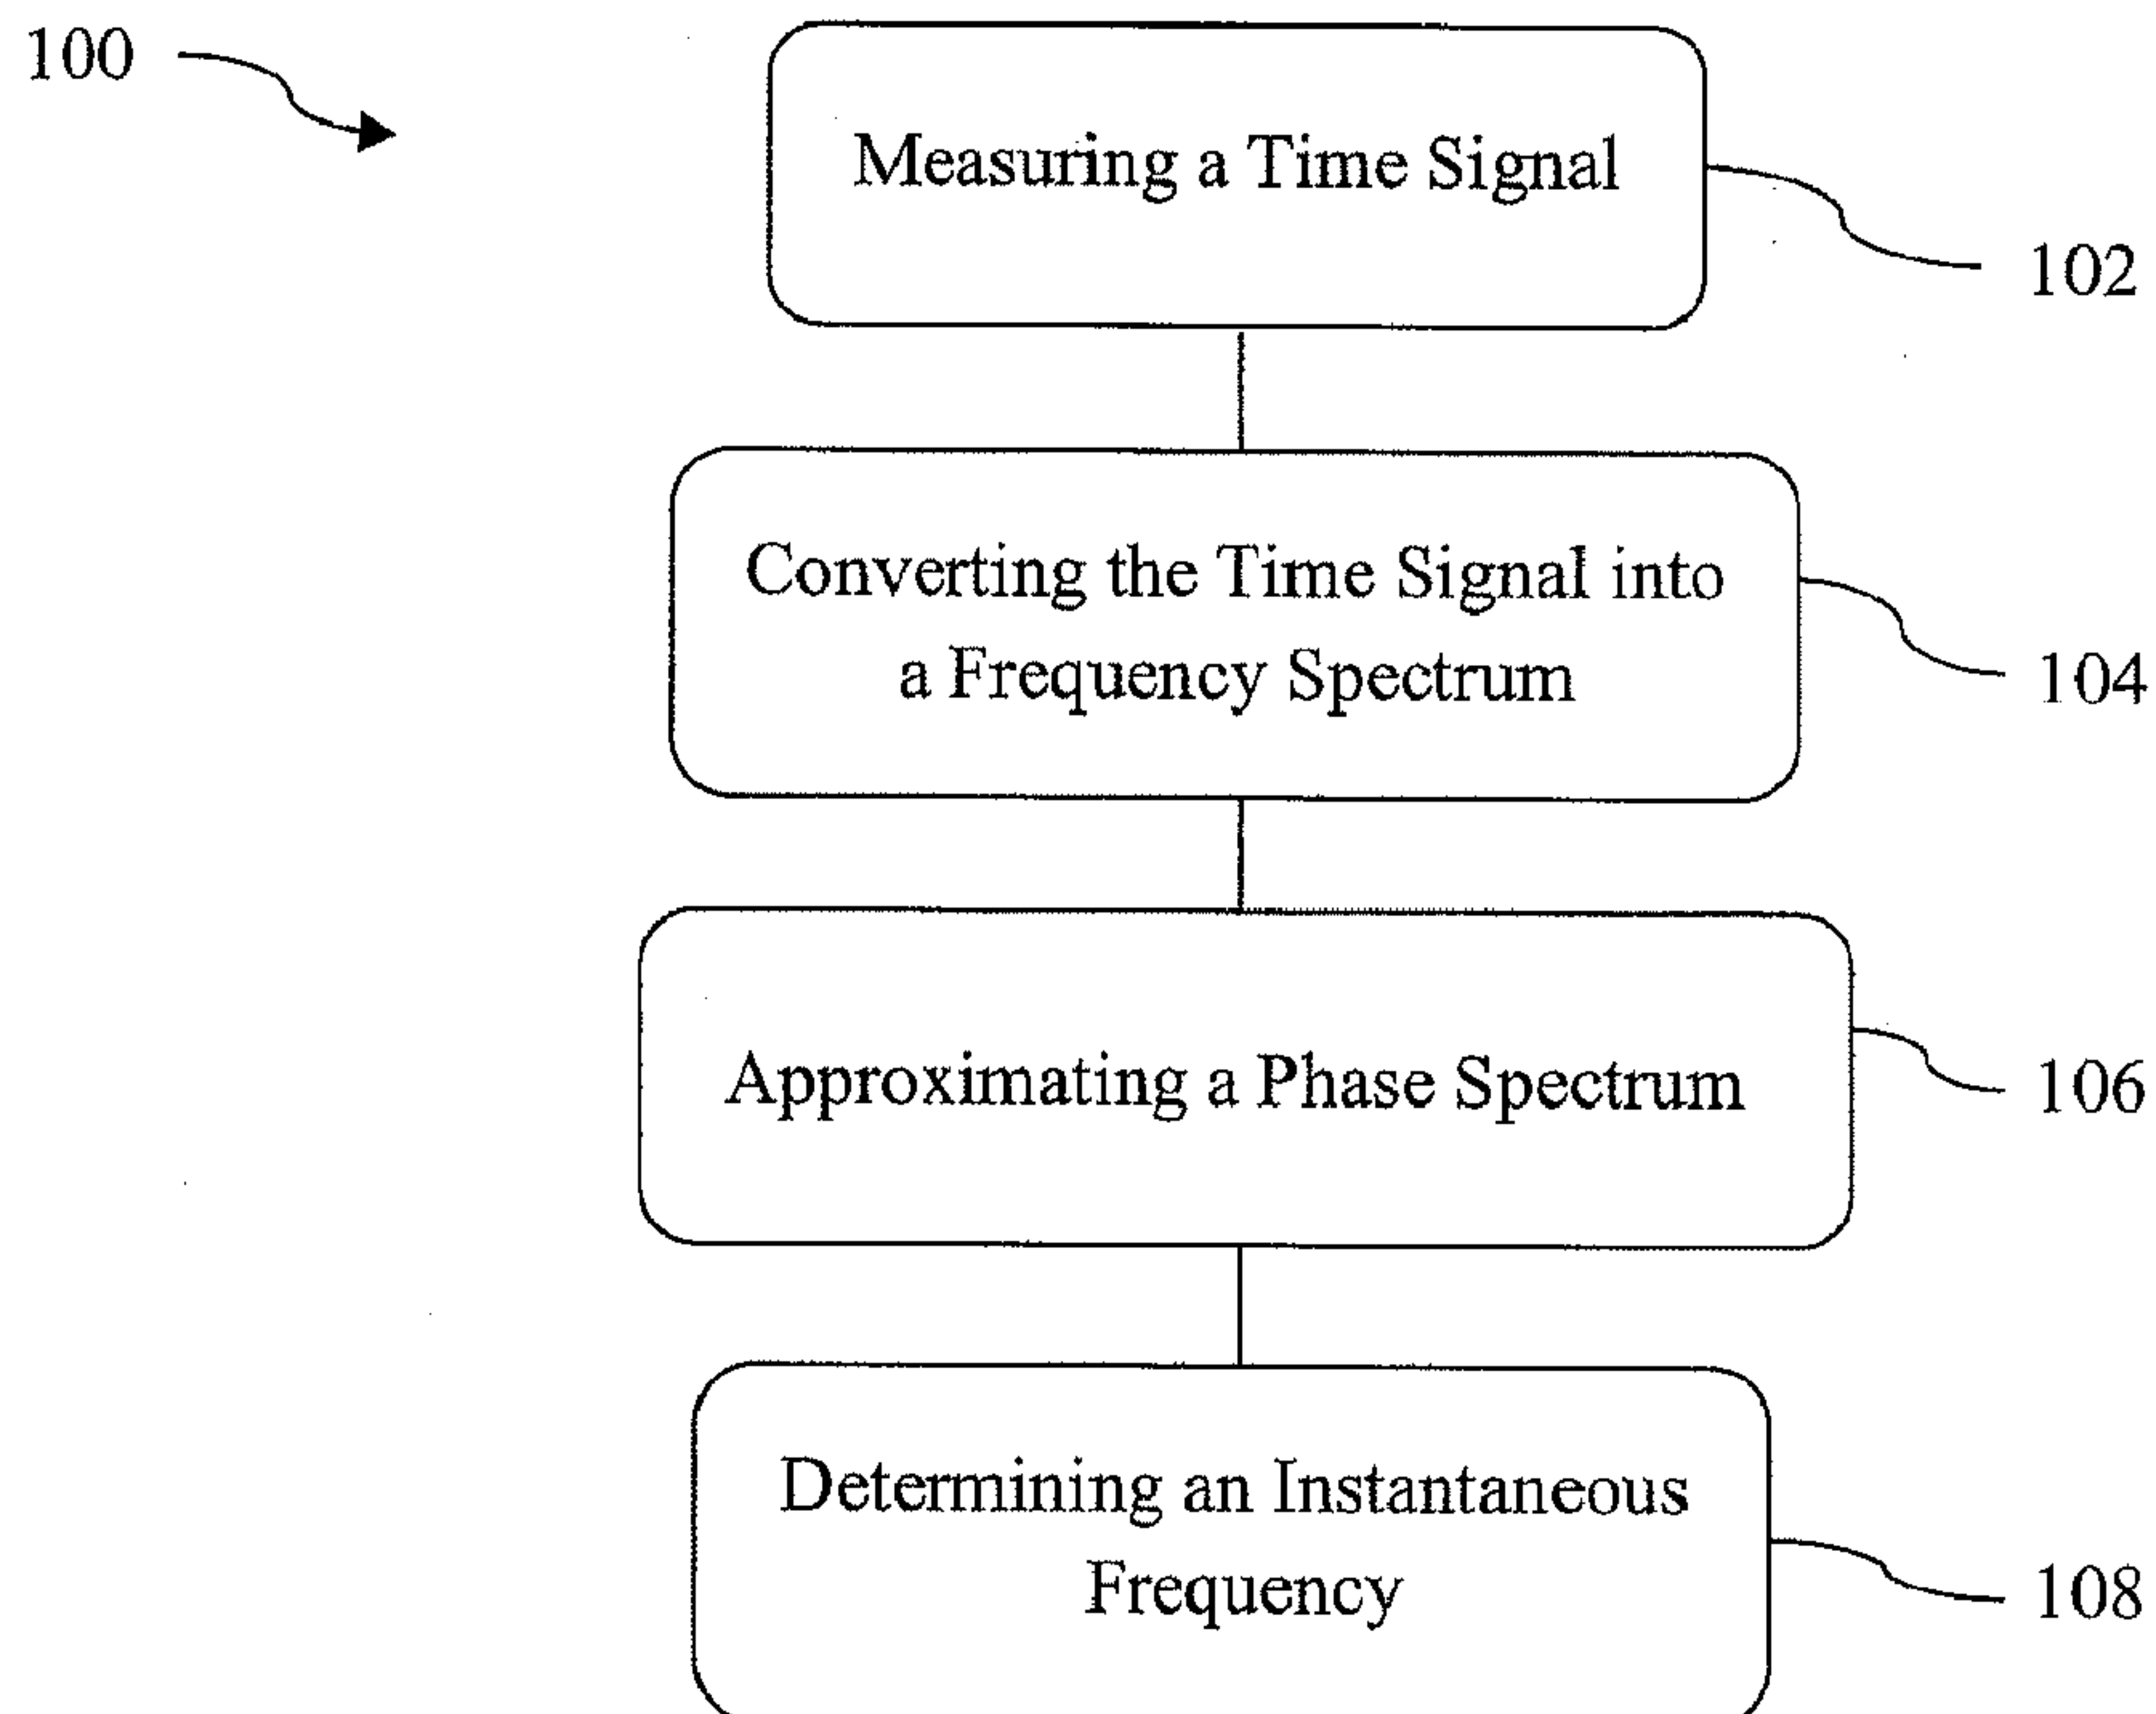 100
Measuring a Time Signal
102
Converting the Time Signal into
a Frequency Spectrum
104
Approximating a Phase Spectrum
106
Determining an Instantaneous
Frequency
108